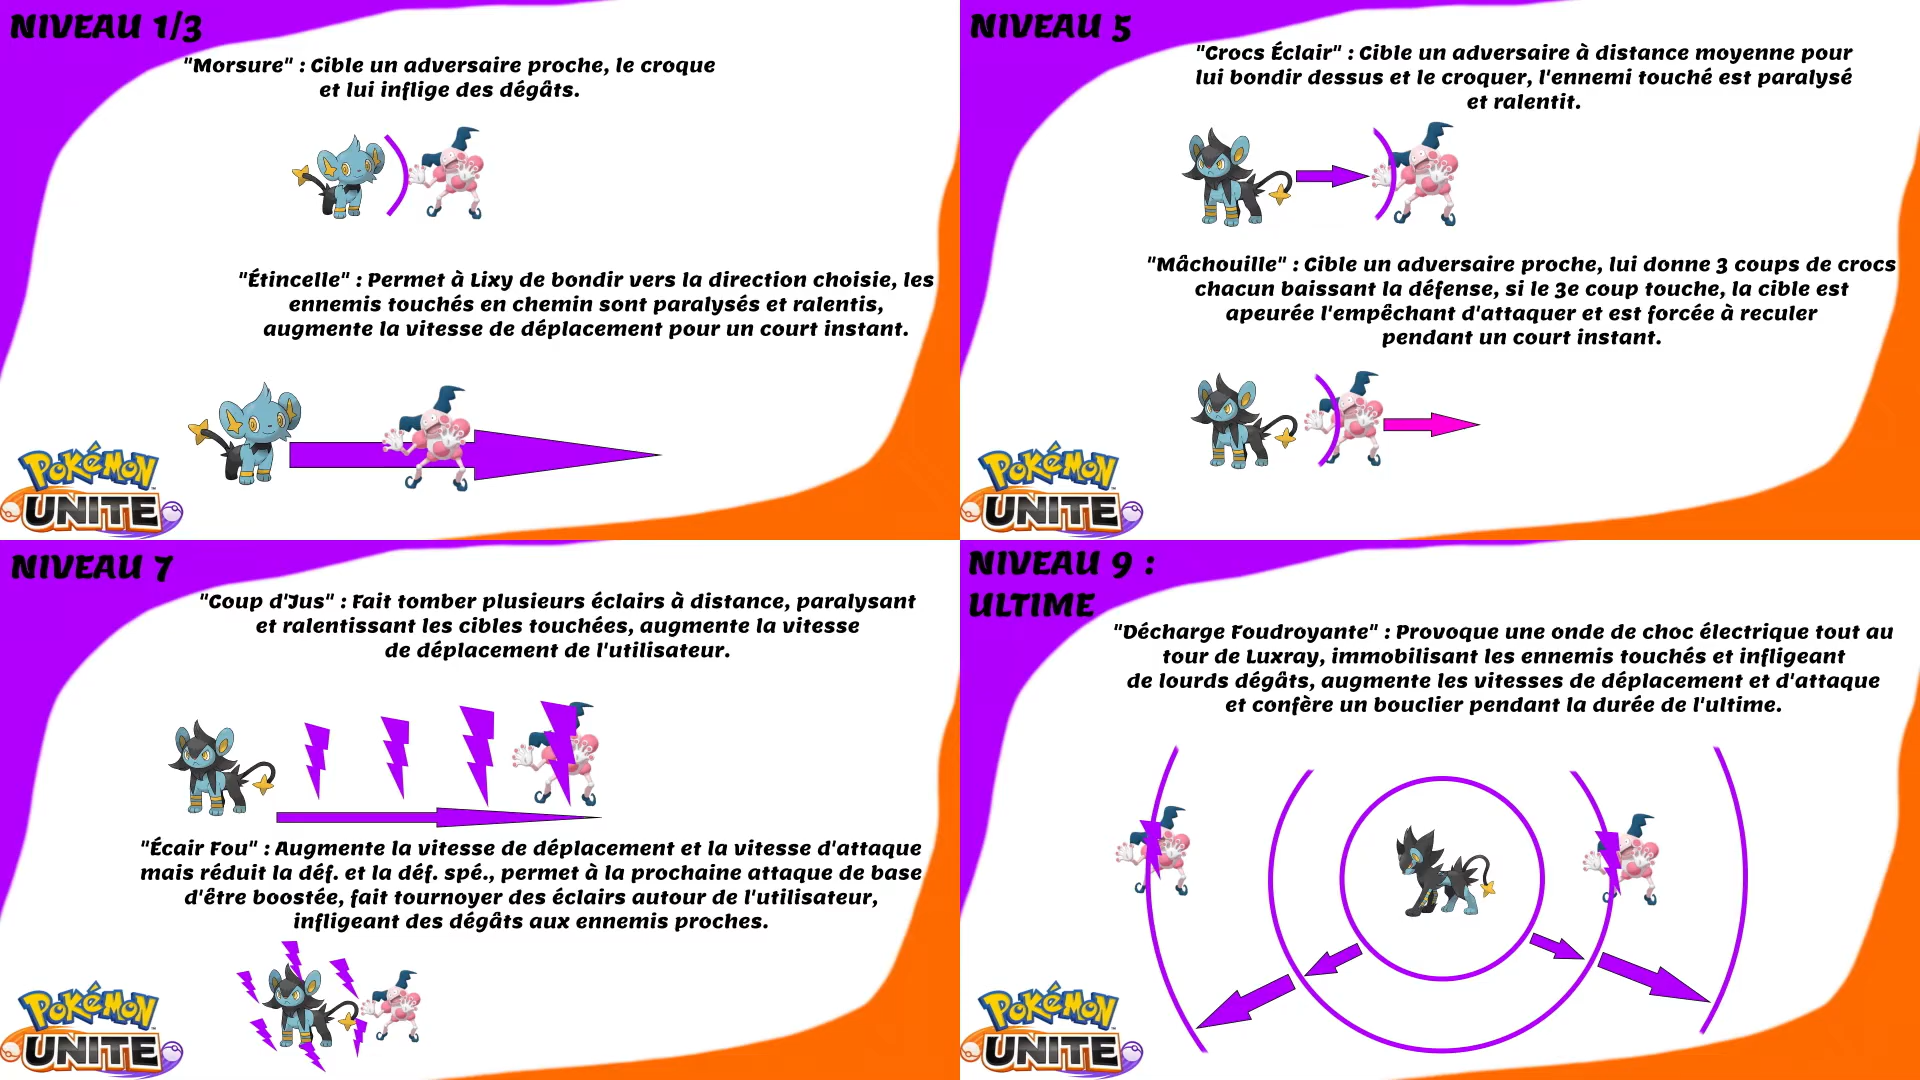 NIVEAU 1/3
"Morsure" : Cible un adversaire proche, le croque
et lui inflige des dégâts.
"Étincelle" : Permet à Lixy de bondir vers la direction choisie, les
ennemis touchés en chemin sont paralysés et ralentis,
augmente la vitesse de déplacement pour un court instant.
POKÉMON
UNITE
NIVEAU 5
"Crocs Éclair" : Cible un adversaire à distance moyenne pour
lui bondir dessus et le croquer, l'ennemi touché est paralysé
et ralentit.
"Mâchouille" : Cible un adversaire proche, lui donne 3 coups de crocs
chacun baissant la défense, si le 3e coup touche, la cible est
apeurée l'empêchant d'attaquer et est forcée à reculer
pendant un court instant.
POKÉMON
UNITE
NIVEAU 7
"Coup d'Jus" : Fait tomber plusieurs éclairs à distance, paralysant
et ralentissant les cibles touchées, augmente la vitesse
de déplacement de l'utilisateur.
"Écair Fou" : Augmente la vitesse de déplacement et la vitesse d'attaque
mais réduit la déf. et la déf. spé., permet à la prochaine attaque de base
d'être boostée, fait tournoyer des éclairs autour de l'utilisateur,
infligeant des dégâts aux ennemis proches.
POKÉMON
UNITE
NIVEAU 9 :
ULTIME
"Décharge Foudroyante" : Provoque une onde de choc électrique tout au
tour de Luxray, immobilisant les ennemis touchés et infligeant
de lourds dégâts, augmente les vitesses de déplacement et d'attaque
et confère un bouclier pendant la durée de l'ultime.
POKÉMON
UNITE